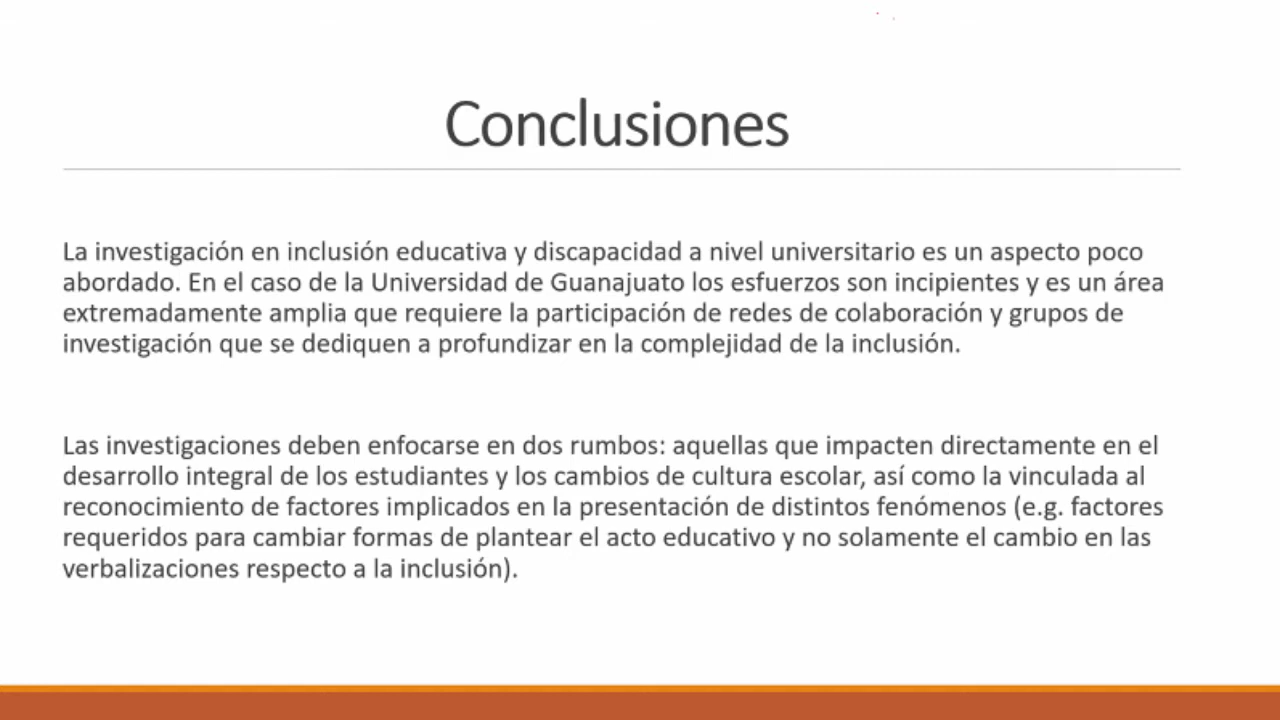 Conclusiones
La investigación en inclusión educativa y discapacidad a nivel universitario es un aspecto poco
abordado. En el caso de la Universidad de Guanajuato los esfuerzos son incipientes y es un área
extremadamente amplia que requiere la participación de redes de colaboración y grupos de
investigación que se dediquen a profundizar en la complejidad de la inclusión.
Las investigaciones deben enfocarse en dos rumbos: aquellas que impacten directamente en el
desarrollo integral de los estudiantes y los cambios de cultura escolar, así como la vinculada al
reconocimiento de factores implicados en la presentación de distintos fenómenos (e.g. factores
requeridos para cambiar formas de plantear el acto educativo y no solamente el cambio en las
verbalizaciones respecto a la inclusión).